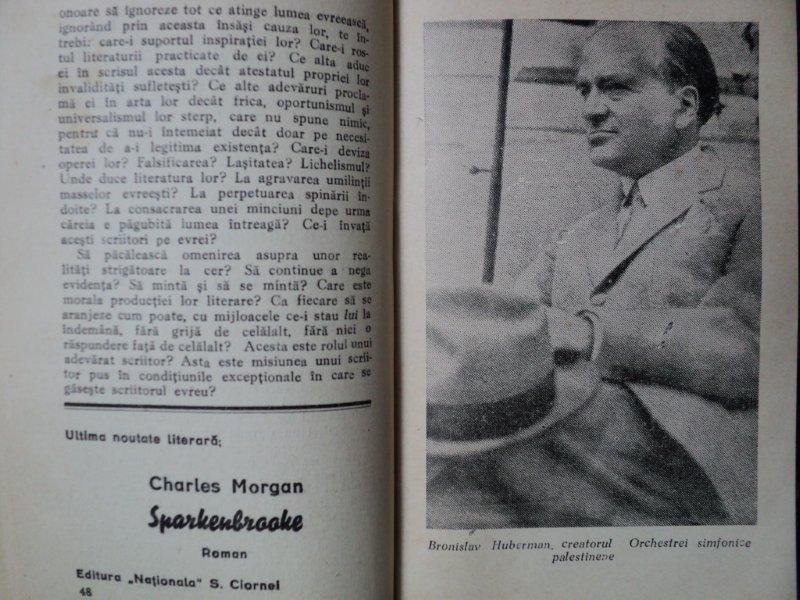 onoare să ignoreze tot ce atinge lumea evreească,
ignorând prin aceasta însăși cauza lor, te în-
trebi: care-i suportul inspirației lor? Care-i ros-
tul literaturii practicate de ei? Ce alta aduc
ei în scrisul acesta decât atestatul propriei lor
invalidități sufletești? Ce alte adevăruri procla-
mă ei în arta lor decât frica, oportunismul și
universalismul lor sterp, care nu spune nimic,
pentru că nu-i întemeiat decât doar pe necesi-
tatea de a-i legitima existența? Care-i deviza
operei lor? Falsificarea? Lașitatea? Lichelismul?
Unde duce literatura lor? La agravarea umilinții
masselor evreești? La perpetuarea spinării în-
doite? La consacrarea unei minciuni depe urma
căreia e păgubită lumea întreagă? Ce-i învață
acești scriitori pe evrei?
Să păcălească omenirea asupra unor rea-
lități strigătoare la cer? Să continue a nega
evidența? Să mintă și să se mintă? Care este
morala producției lor literare? Ca fiecare să se
aranjeze cum poate, cu mijloacele ce-i stau lui la
îndemână, fără grijă de celălalt, fără nici o
răspundere față de celălalt? Acesta este rolul unui
adevărat scriitor? Asta este misiunea unui scrii-
tor pus în condițiunile excepționale în care se
găsește scriitorul evreu?
Ultima noutate literară:
Charles Morgan
Sparkenbrooke
Roman
Editura „Naționala" S. Ciornei
48
Bronislav Huberman, creatorul Orchestrei simfonice
palestinene